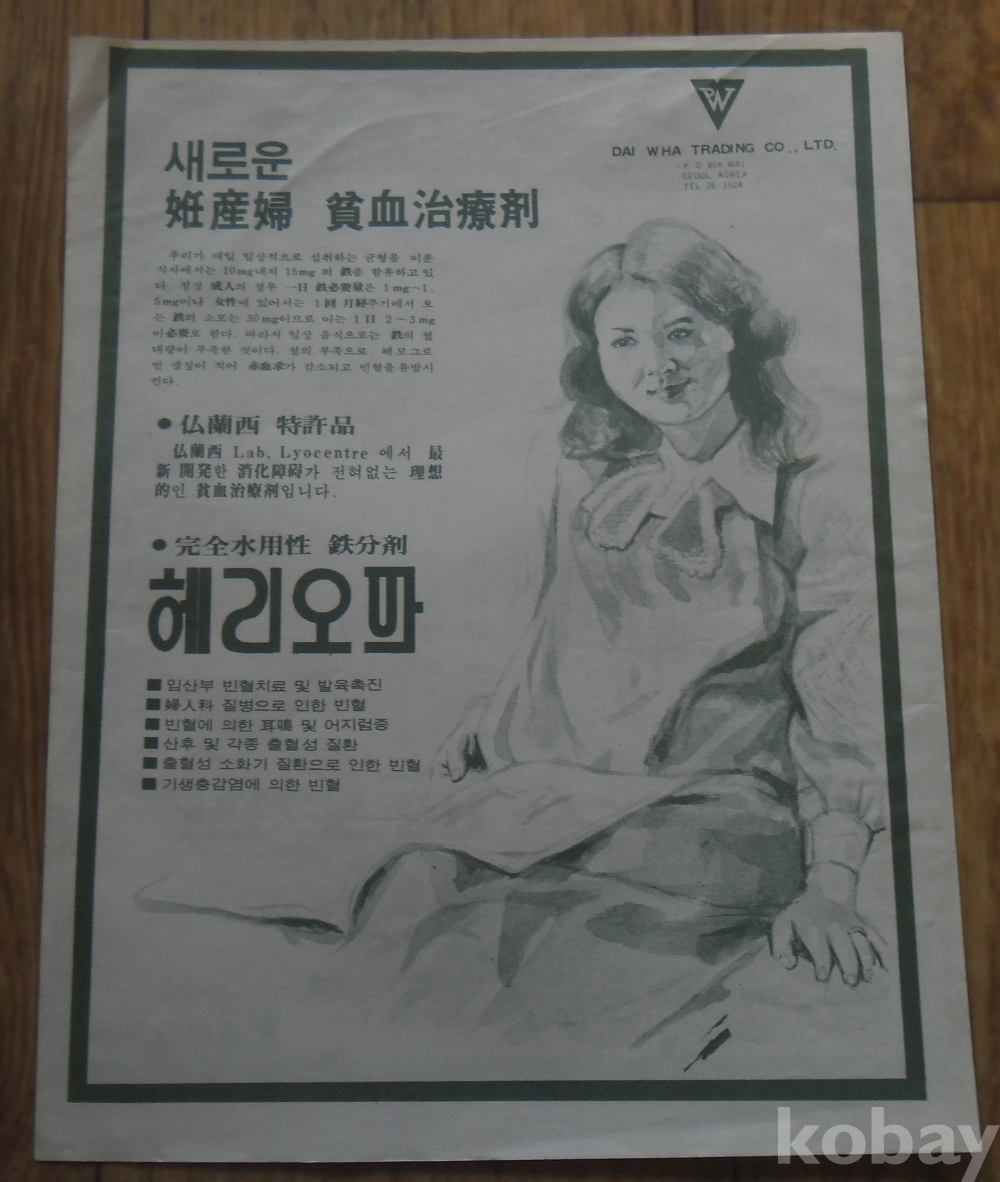 DAI WHA TRADING CO., LTD.
I.P.O BOX 4051
SEOUL, KOREA
TEL 26-1524
새로운
姙産婦 貧血治療剤
우리가 매일 일상적으로 섭취하는 균형을 이룬
식사에서는 10mg내지 15mg 의 鉄을 함유하고 있
다. 정상 成人의 경우 一日 鉄必要量은 1mg~1.
5mg이나 女性에 있어서는 1回 月経주기에서 오
는 鉄의 소모는 30mg이므로 이는 1日 2~3mg
이必要로 한다. 따라서 일상 음식으로는 鉄의 절
대량이 부족한 것이다. 철의 부족으로, 헤모그로
빈 생성이 적어 赤血求가 감소되고 빈혈을유발시
킨다.
● 仏蘭西 特許品
仏蘭西 Lab, Lyocentre 에서 最
新 開発한 消化障碍가 전혀없는 理想
的인 貧血治療剤입니다.
● 完全水用性 鉄分剤
헤리오파
■ 임산부 빈혈치료 및 발육촉진
■ 婦人科 질병으로 인한 빈혈
■ 빈혈에 의한 耳鳴 및 어지럼증
■ 산후 및 각종 출혈성 질환
■ 출혈성 소화기 질환으로 인한 빈혈
■ 기생충감염에 의한 빈혈
kobay